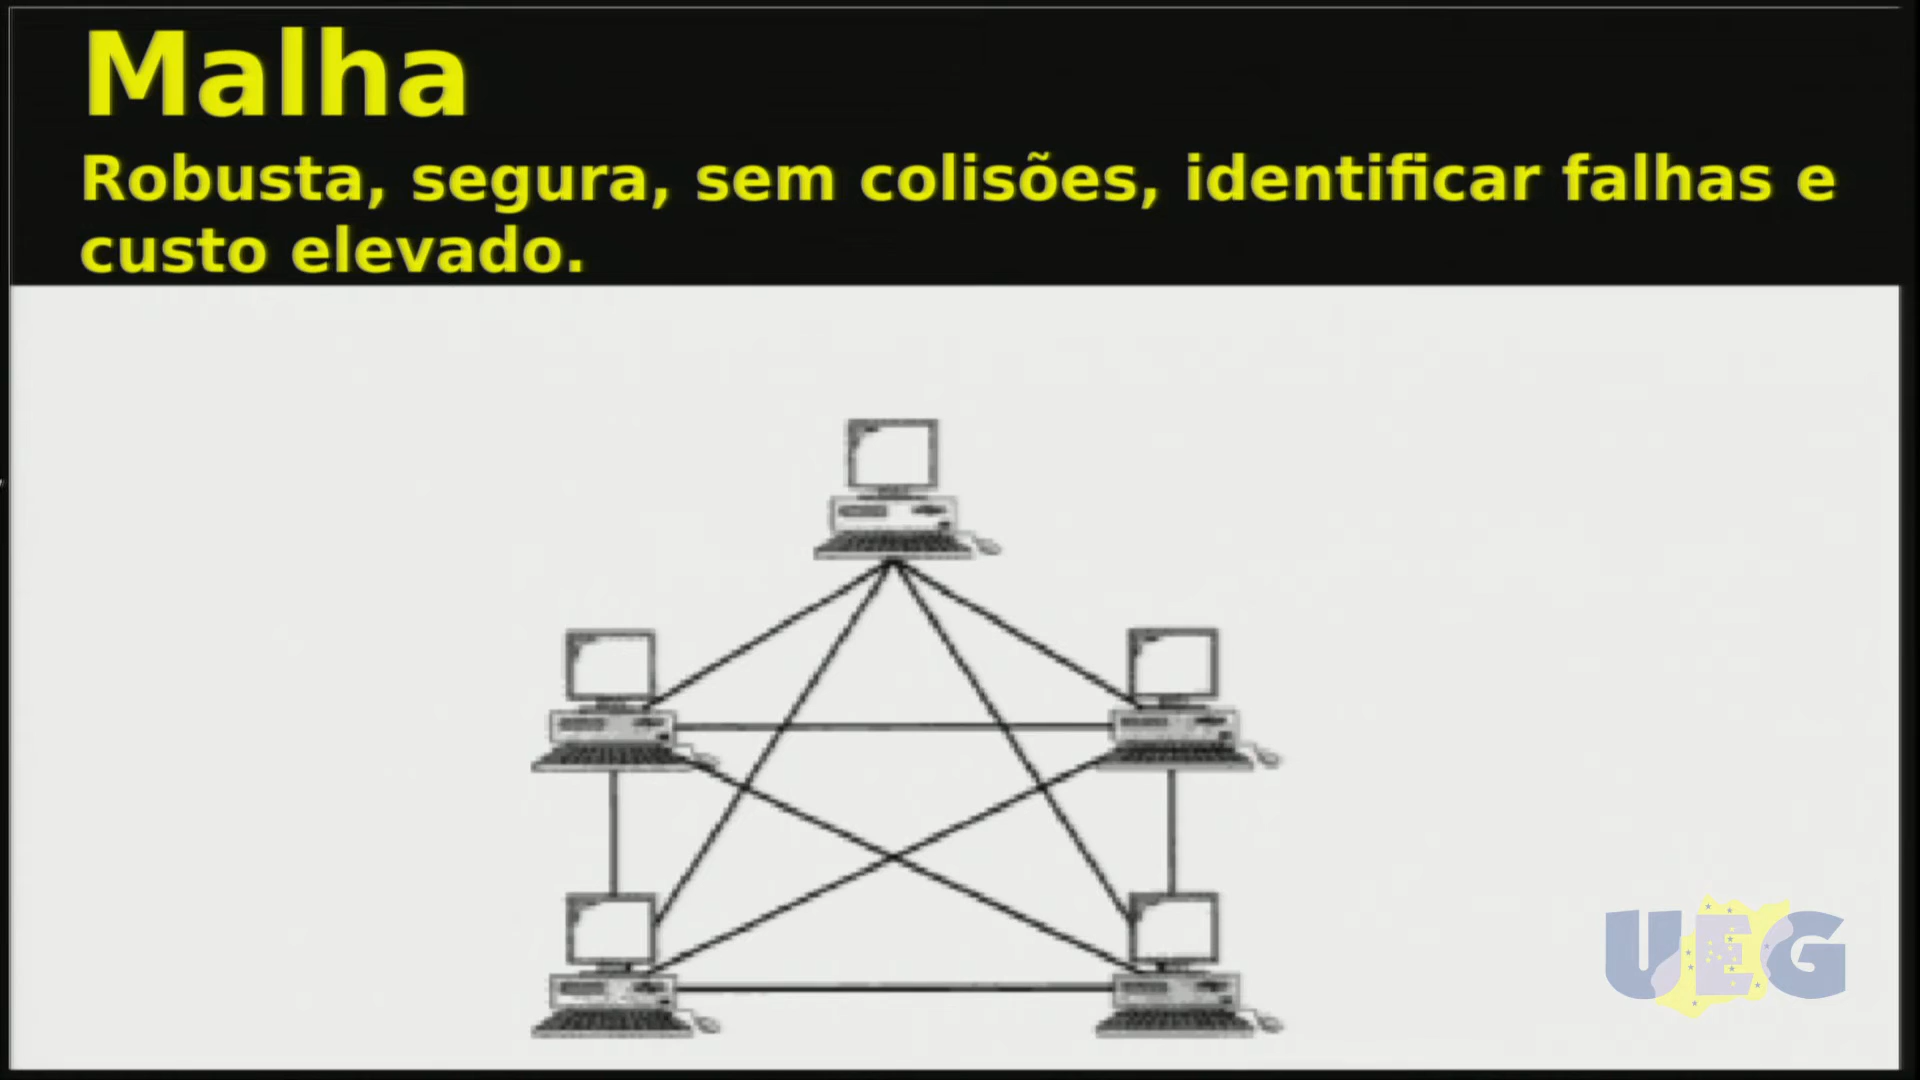 Malha
Robusta, segura, sem colisões, identificar falhas e
custo elevado.
UEG